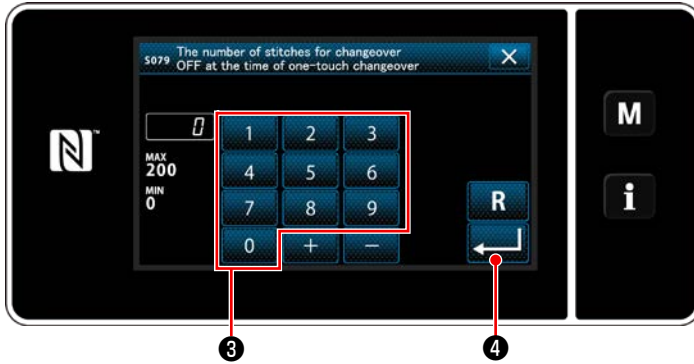 S079 The number of stitches for changeover
OFF at the time of one-touch changeover
0
MAX
200
MIN
0
1 2 3
4 5 6
7 8 9
0 + −
R
M
i
N
❸ ❹